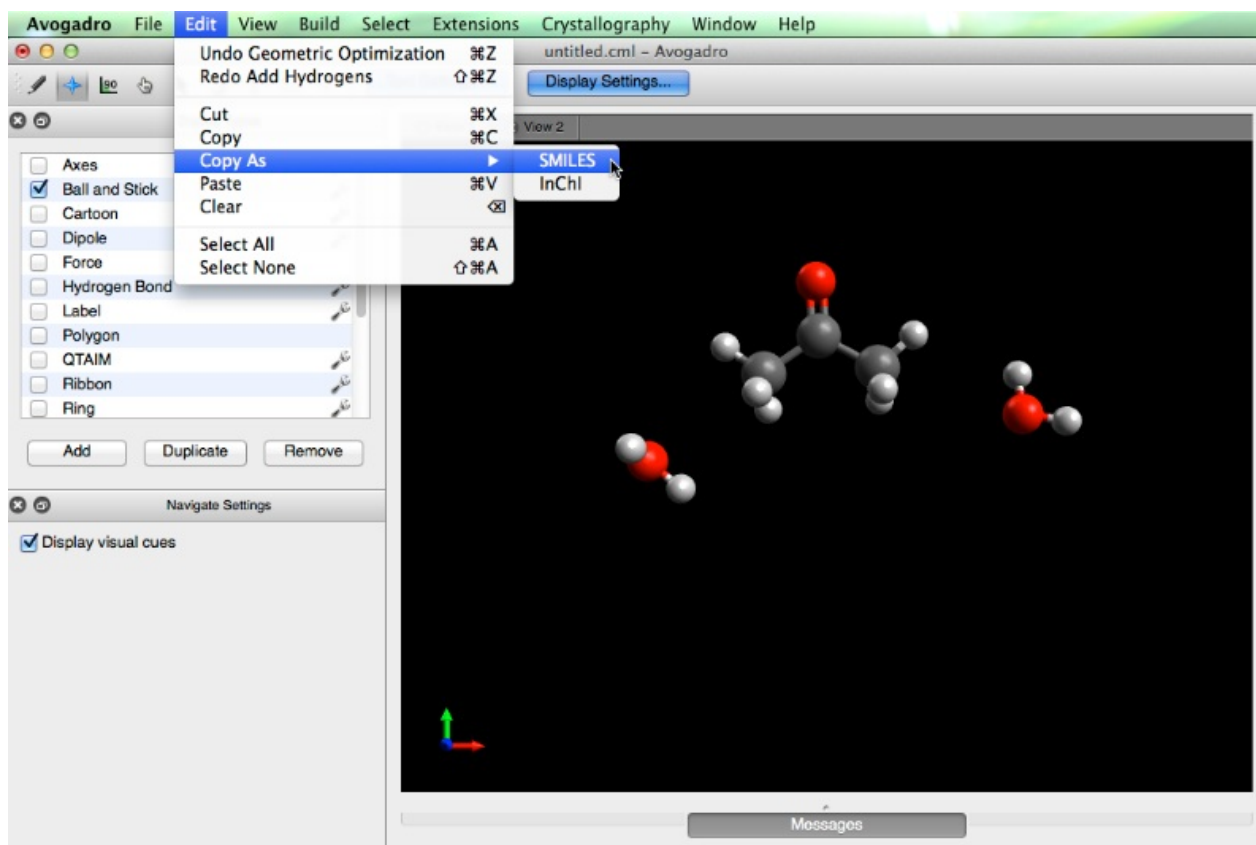 Avogadro File Edit View Build Select Extensions Crystallography Window Help
untitled.cml – Avogadro
Undo Geometric Optimization ⌘Z
Redo Add Hydrogens ⇧⌘Z
Display Settings...
90
Cut ⌘X
Copy ⌘C
View 2
Copy As ▶
SMILES
Paste ⌘V
InChI
Clear ⌫
Select All ⌘A
Select None ⇧⌘A
Axes
Ball and Stick
Cartoon
Dipole
Force
Hydrogen Bond
Label
Polygon
QTAIM
Ribbon
Ring
Add Duplicate Remove
Navigate Settings
Display visual cues
Messages